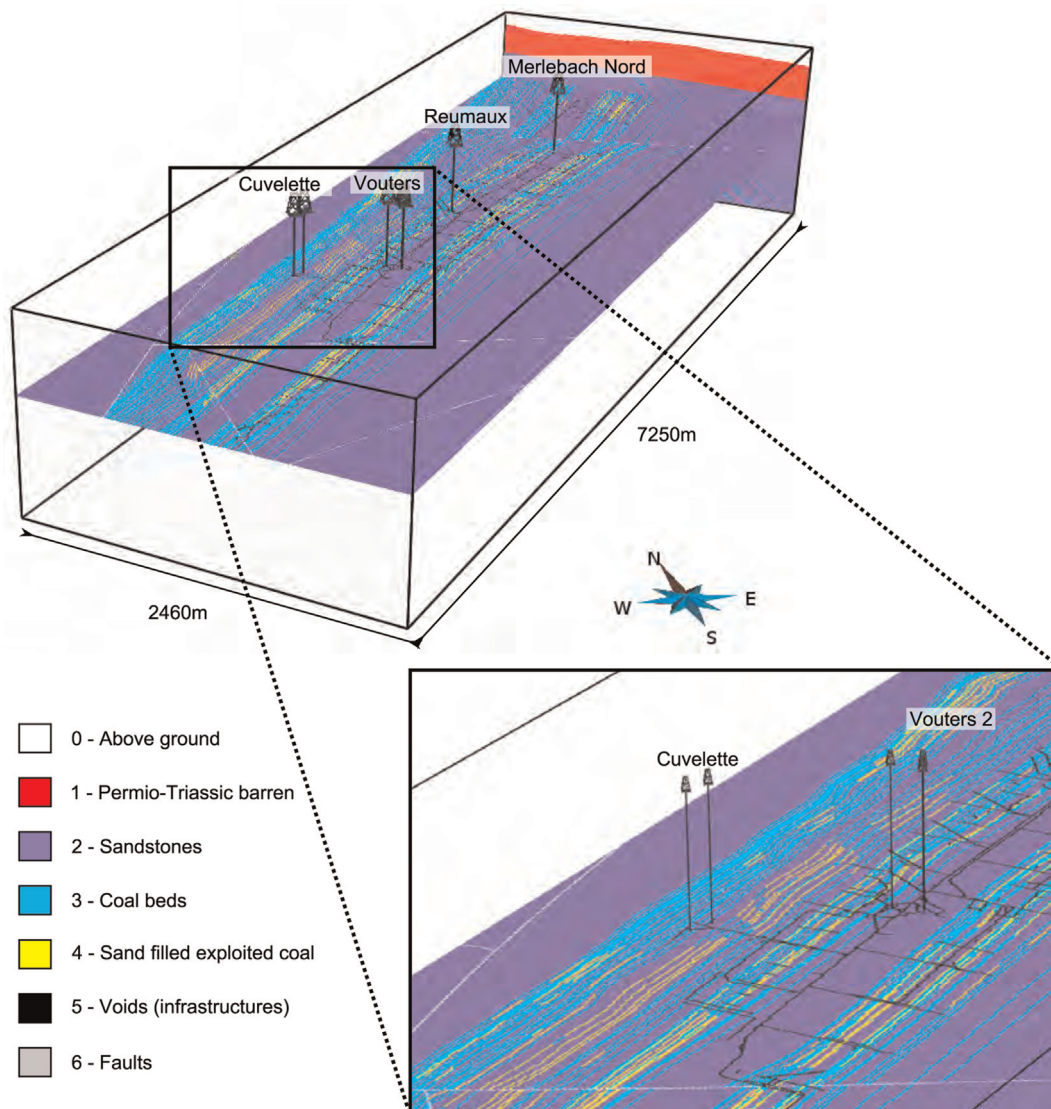 Merlebach Nord
Reumaux
Cuvelette
Vouters
7250m
2460m
N
W
E
S
0 - Above ground
1 - Permio-Triassic barren
2 - Sandstones
3 - Coal beds
4 - Sand filled exploited coal
5 - Voids (infrastructures)
6 - Faults
Vouters 2
Cuvelette